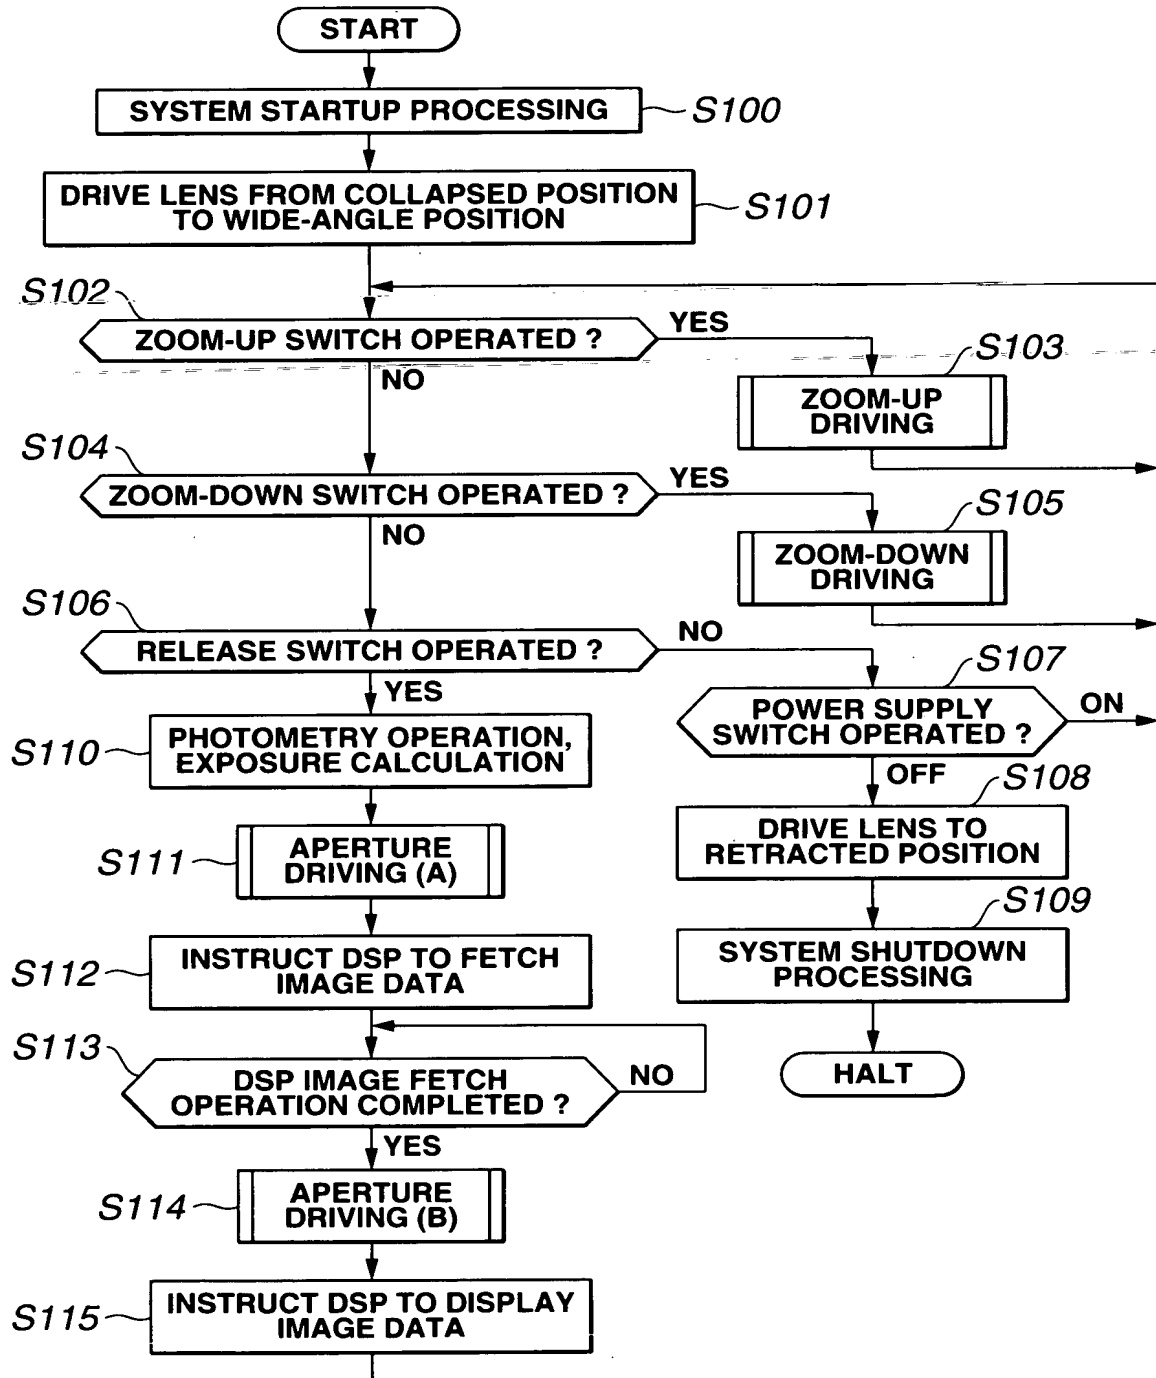 START
SYSTEM STARTUP PROCESSING
S100
DRIVE LENS FROM COLLAPSED POSITION
TO WIDE-ANGLE POSITION
S101
S102
ZOOM-UP SWITCH OPERATED ?
YES
NO
S103
ZOOM-UP
DRIVING
S104
ZOOM-DOWN SWITCH OPERATED ?
YES
NO
S105
ZOOM-DOWN
DRIVING
S106
RELEASE SWITCH OPERATED ?
NO
YES
S107
POWER SUPPLY
SWITCH OPERATED ?
ON
OFF
S110
PHOTOMETRY OPERATION,
EXPOSURE CALCULATION
S108
DRIVE LENS TO
RETRACTED POSITION
S111
APERTURE
DRIVING (A)
S109
SYSTEM SHUTDOWN
PROCESSING
S112
INSTRUCT DSP TO FETCH
IMAGE DATA
HALT
S113
DSP IMAGE FETCH
OPERATION COMPLETED ?
NO
YES
S114
APERTURE
DRIVING (B)
S115
INSTRUCT DSP TO DISPLAY
IMAGE DATA